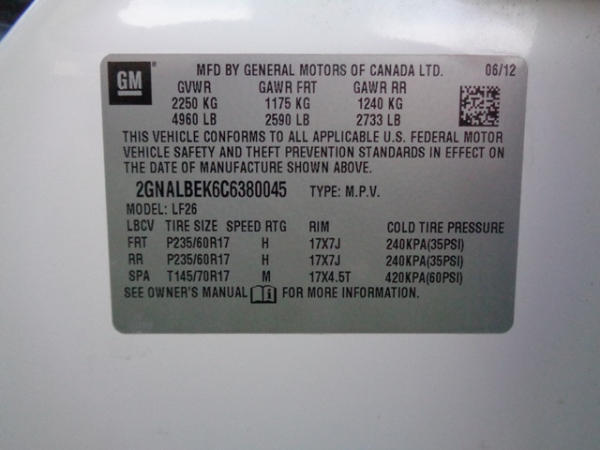 GM
MFD BY GENERAL MOTORS OF CANADA LTD. 06/12
GVWR GAWR FRT GAWR RR
2250 KG 1175 KG 1240 KG
4960 LB 2590 LB 2733 LB
THIS VEHICLE CONFORMS TO ALL APPLICABLE U.S. FEDERAL MOTOR
VEHICLE SAFETY AND THEFT PREVENTION STANDARDS IN EFFECT ON
THE DATE OF MANUFACTURE SHOWN ABOVE.
2GNALBEK6C6380045 TYPE: M.P.V.
MODEL: LF26
LBCV TIRE SIZE SPEED RTG RIM COLD TIRE PRESSURE
FRT P235/60R17 H 17X7J 240KPA(35PSI)
RR P235/60R17 H 17X7J 240KPA(35PSI)
SPA T145/70R17 M 17X4.5T 420KPA(60PSI)
SEE OWNER'S MANUAL FOR MORE INFORMATION.